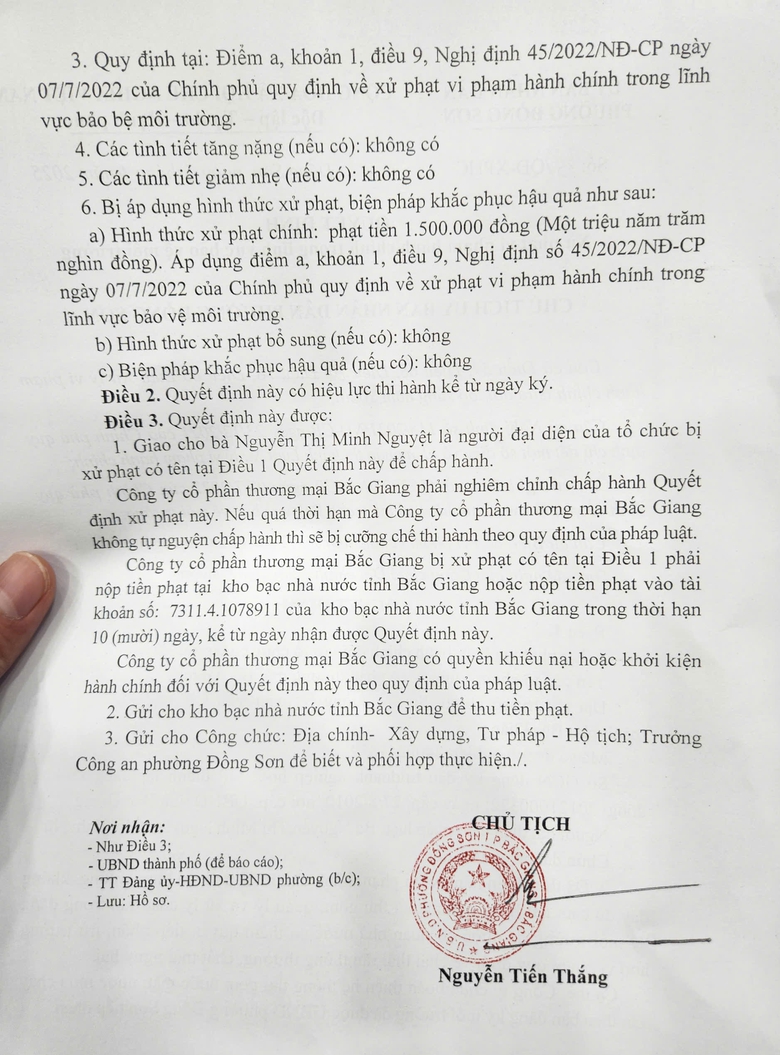 3. Quy định tại: Điểm a, khoản 1, điều 9, Nghị định 45/2022/NĐ-CP ngày
07/7/2022 của Chính phủ quy định về xử phạt vi phạm hành chính trong lĩnh
vực bảo bệ môi trường.
4. Các tình tiết tăng nặng (nếu có): không có
5. Các tình tiết giảm nhẹ (nếu có): không có
6. Bị áp dụng hình thức xử phạt, biện pháp khắc phục hậu quả như sau:
a) Hình thức xử phạt chính: phạt tiền 1.500.000 đồng (Một triệu năm trăm
nghìn đồng). Áp dụng điểm a, khoản 1, điều 9, Nghị định số 45/2022/NĐ-CP
ngày 07/7/2022 của Chính phủ quy định về xử phạt vi phạm hành chính trong
lĩnh vực bảo vệ môi trường.
b) Hình thức xử phạt bổ sung (nếu có): không
c) Biện pháp khắc phục hậu quả (nếu có): không
Điều 2. Quyết định này có hiệu lực thi hành kể từ ngày ký.
Điều 3. Quyết định này được:
1. Giao cho bà Nguyễn Thị Minh Nguyệt là người đại diện của tổ chức bị
xử phạt có tên tại Điều 1 Quyết định này để chấp hành.
Công ty cổ phần thương mại Bắc Giang phải nghiêm chỉnh chấp hành Quyết
định xử phạt này. Nếu quá thời hạn mà Công ty cổ phần thương mại Bắc Giang
không tự nguyện chấp hành thì sẽ bị cưỡng chế thi hành theo quy định của pháp luật.
Công ty cổ phần thương mại Bắc Giang bị xử phạt có tên tại Điều 1 phải
nộp tiền phạt tại kho bạc nhà nước tỉnh Bắc Giang hoặc nộp tiền phạt vào tài
khoản số: 7311.4.1078911 của kho bạc nhà nước tỉnh Bắc Giang trong thời hạn
10 (mười) ngày, kể từ ngày nhận được Quyết định này.
Công ty cổ phần thương mại Bắc Giang có quyền khiếu nại hoặc khởi kiện
hành chính đối với Quyết định này theo quy định của pháp luật.
2. Gửi cho kho bạc nhà nước tỉnh Bắc Giang để thu tiền phạt.
3. Gửi cho Công chức: Địa chính- Xây dựng, Tư pháp - Hộ tịch; Trưởng
Công an phường Đồng Sơn để biết và phối hợp thực hiện./.
Nơi nhận:
- Như Điều 3;
- UBND thành phố (để báo cáo);
- TT Đảng ủy-HĐND-UBND phường (b/c);
- Lưu: Hồ sơ.
CHỦ TỊCH
U.B.N.D PHƯỜNG ĐỒNG SƠN T.P BẮC GIANG T. BẮC GIANG
Nguyễn Tiến Thắng